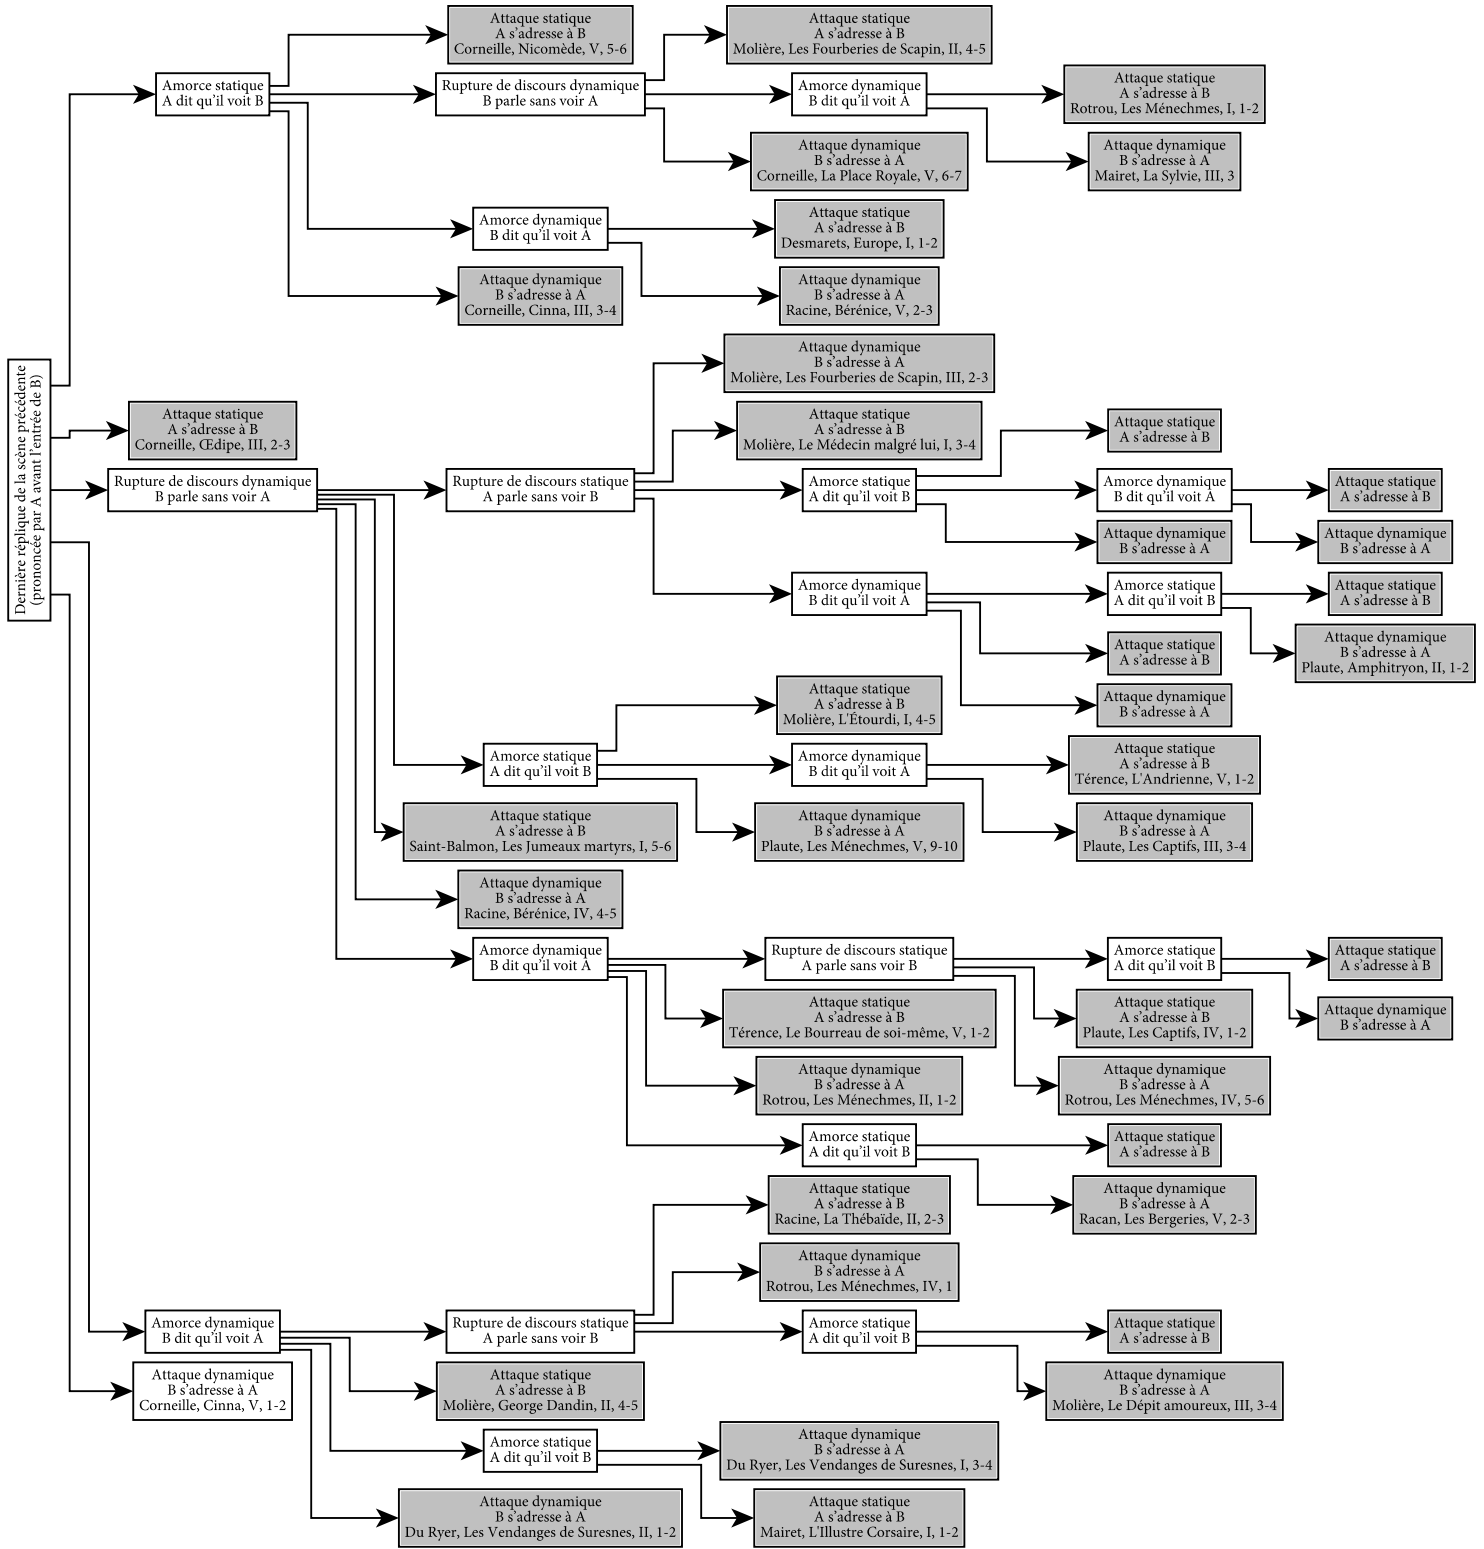 Dernière réplique de la scène précédente
(prononcée par A avant l'entrée de B)
Amorce statique
A dit qu'il voit B
Attaque statique
A s'adresse à B
Corneille, Nicomède, V, 5-6
Rupture de discours dynamique
B parle sans voir A
Attaque statique
A s'adresse à B
Molière, Les Fourberies de Scapin, II, 4-5
Amorce dynamique
B dit qu'il voit A
Attaque statique
A s'adresse à B
Rotrou, Les Ménechmes, I, 1-2
Attaque dynamique
B s'adresse à A
Mairet, La Sylvie, III, 3
Attaque dynamique
B s'adresse à A
Corneille, La Place Royale, V, 6-7
Amorce dynamique
B dit qu'il voit A
Attaque statique
A s'adresse à B
Desmarets, Europe, I, 1-2
Attaque dynamique
B s'adresse à A
Racine, Bérénice, V, 2-3
Attaque dynamique
B s'adresse à A
Corneille, Cinna, III, 3-4
Attaque statique
A s'adresse à B
Corneille, Œdipe, III, 2-3
Rupture de discours dynamique
B parle sans voir A
Rupture de discours statique
A parle sans voir B
Attaque dynamique
B s'adresse à A
Molière, Les Fourberies de Scapin, III, 2-3
Attaque statique
A s'adresse à B
Molière, Le Médecin malgré lui, I, 3-4
Amorce statique
A dit qu'il voit B
Attaque statique
A s'adresse à B
Amorce dynamique
B dit qu'il voit A
Attaque statique
A s'adresse à B
Attaque dynamique
B s'adresse à A
Attaque dynamique
B s'adresse à A
Amorce dynamique
B dit qu'il voit A
Amorce statique
A dit qu'il voit B
Attaque statique
A s'adresse à B
Attaque dynamique
B s'adresse à A
Plaute, Amphitryon, II, 1-2
Attaque statique
A s'adresse à B
Attaque dynamique
B s'adresse à A
Amorce statique
A dit qu'il voit B
Attaque statique
A s'adresse à B
Molière, L'Étourdi, I, 4-5
Amorce dynamique
B dit qu'il voit A
Attaque statique
A s'adresse à B
Térence, L'Andrienne, V, 1-2
Attaque dynamique
B s'adresse à A
Plaute, Les Captifs, III, 3-4
Attaque dynamique
B s'adresse à A
Plaute, Les Ménechmes, V, 9-10
Attaque statique
A s'adresse à B
Saint-Balmon, Les Jumeaux martyrs, I, 5-6
Attaque dynamique
B s'adresse à A
Racine, Bérénice, IV, 4-5
Amorce dynamique
B dit qu'il voit A
Rupture de discours statique
A parle sans voir B
Amorce statique
A dit qu'il voit B
Attaque statique
A s'adresse à B
Attaque dynamique
B s'adresse à A
Attaque statique
A s'adresse à B
Plaute, Les Captifs, IV, 1-2
Attaque dynamique
B s'adresse à A
Rotrou, Les Ménechmes, IV, 5-6
Attaque statique
A s'adresse à B
Térence, Le Bourreau de soi-même, V, 1-2
Attaque dynamique
B s'adresse à A
Rotrou, Les Ménechmes, II, 1-2
Amorce statique
A dit qu'il voit B
Attaque statique
A s'adresse à B
Attaque dynamique
B s'adresse à A
Racan, Les Bergeries, V, 2-3
Amorce dynamique
B dit qu'il voit A
Rupture de discours statique
A parle sans voir B
Attaque statique
A s'adresse à B
Racine, La Thébaïde, II, 2-3
Attaque dynamique
B s'adresse à A
Rotrou, Les Ménechmes, IV, 1
Amorce statique
A dit qu'il voit B
Attaque statique
A s'adresse à B
Attaque dynamique
B s'adresse à A
Molière, Le Dépit amoureux, III, 3-4
Attaque statique
A s'adresse à B
Molière, George Dandin, II, 4-5
Amorce statique
A dit qu'il voit B
Attaque dynamique
B s'adresse à A
Du Ryer, Les Vendanges de Suresnes, I, 3-4
Attaque statique
A s'adresse à B
Mairet, L'Illustre Corsaire, I, 1-2
Attaque dynamique
B s'adresse à A
Du Ryer, Les Vendanges de Suresnes, II, 1-2
Attaque dynamique
B s'adresse à A
Corneille, Cinna, V, 1-2